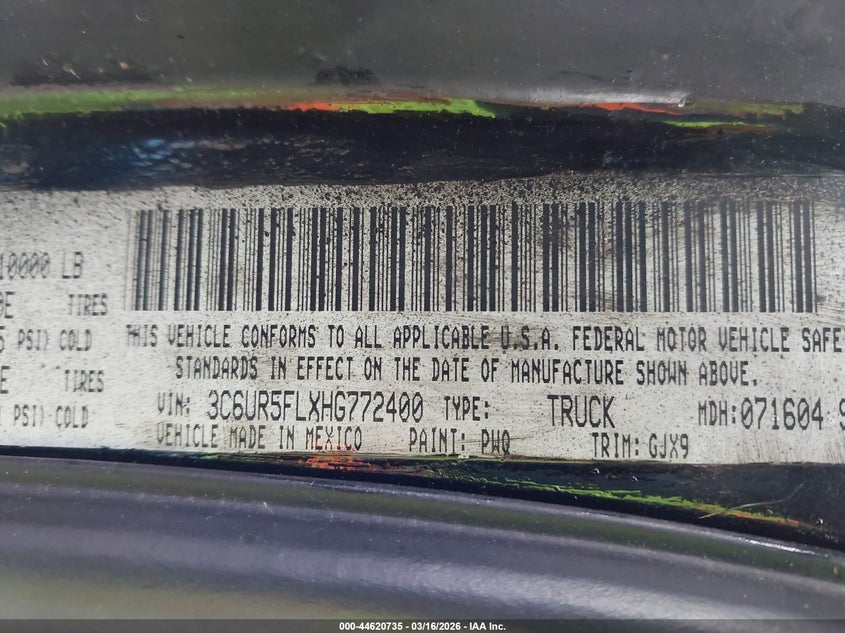 10000 LB
TIRES
PSI) COLD
THIS VEHICLE CONFORMS TO ALL APPLICABLE U.S.A. FEDERAL MOTOR VEHICLE SAFE
STANDARDS IN EFFECT ON THE DATE OF MANUFACTURE SHOWN ABOVE.
TIRES
PSI) COLD
VIN: 3C6UR5FLXHG772400 TYPE: TRUCK MDH:071604 S
VEHICLE MADE IN MEXICO PAINT: PWQ TRIM: GJX9
000-44620735 - 03/16/2026 - IAA Inc.